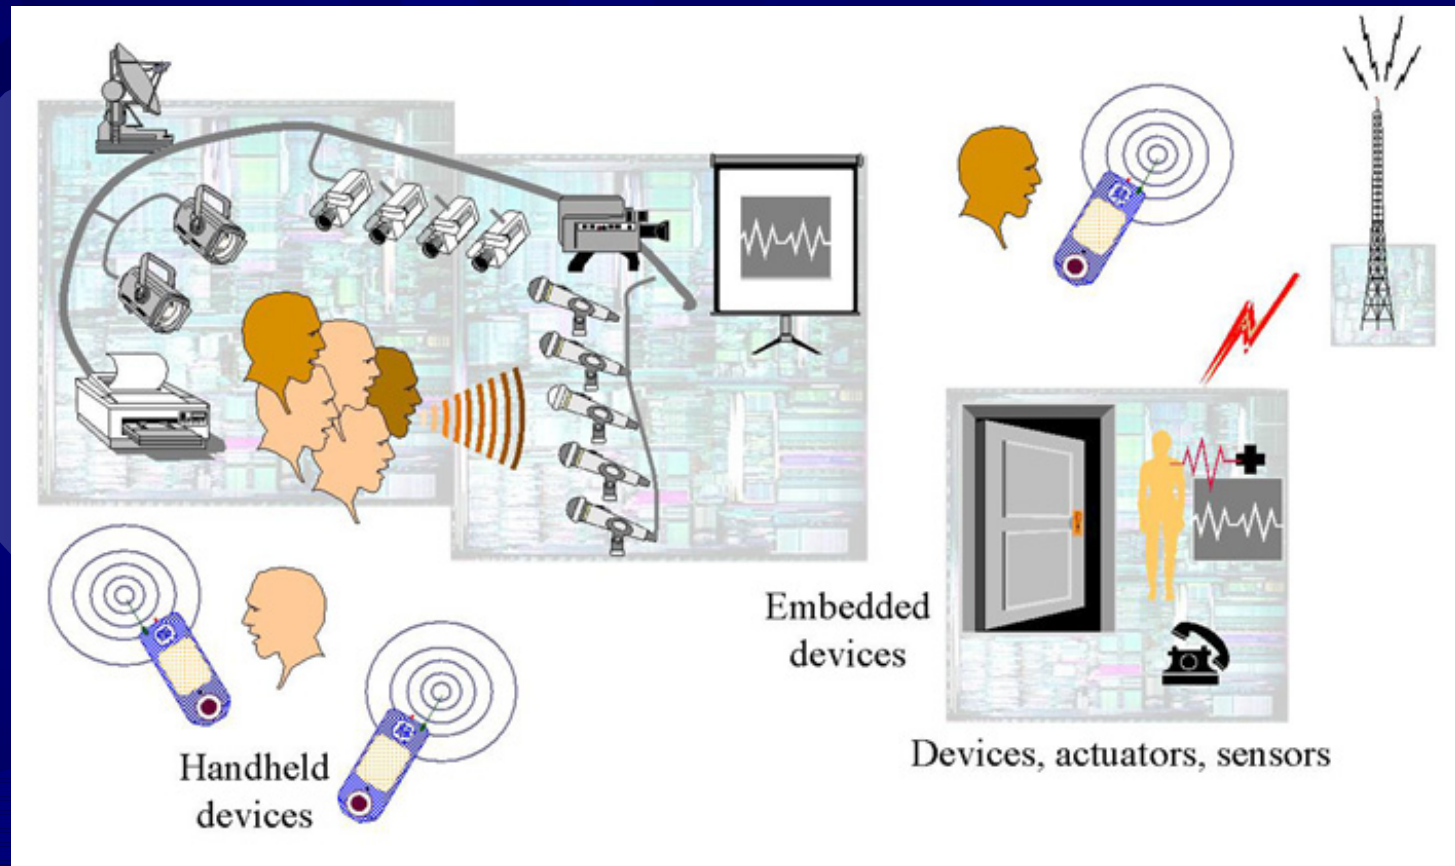 Embedded
devices
Handheld
devices
Devices, actuators, sensors